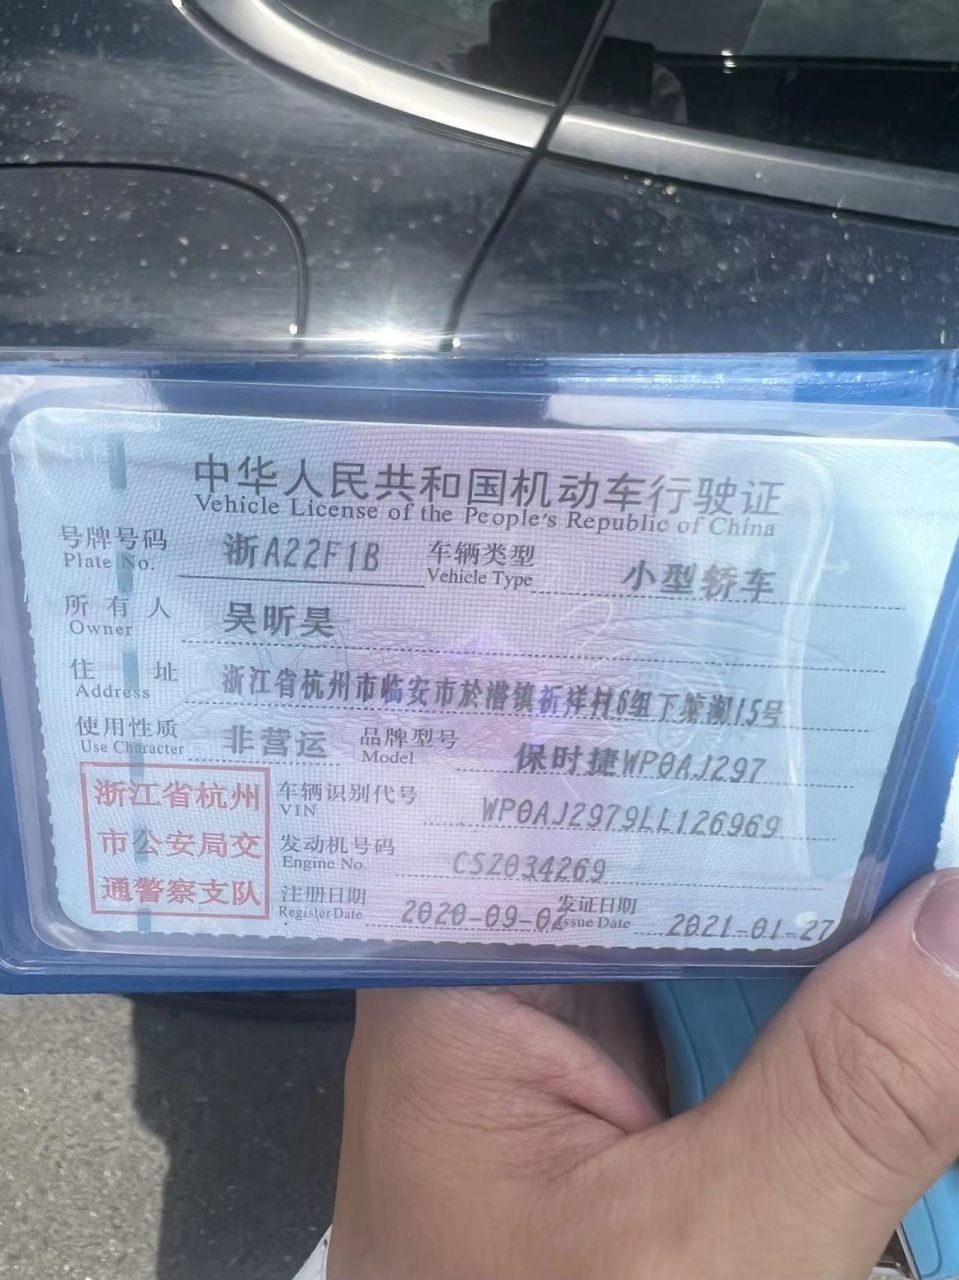 中华人民共和国机动车行驶证
Vehicle License of the People's Republic of China
号牌号码 浙A22F1B 车辆类型 小型轿车
Plate No. Vehicle Type
所有人 吴昕昊
Owner
住址 浙江省杭州市临安市於潜镇祈祥村6组下 15号
Address
使用性质 非营运 品牌型号 保时捷WP0AJ297
Use Character Model
浙江省杭州
市公安局交
通警察支队
车辆识别代号 WP0AJ2979LL126969
VIN
发动机号码 CS2034269
Engine No.
注册日期 2020-09-02 发证日期 2021-01-27
Register Date Issue Date